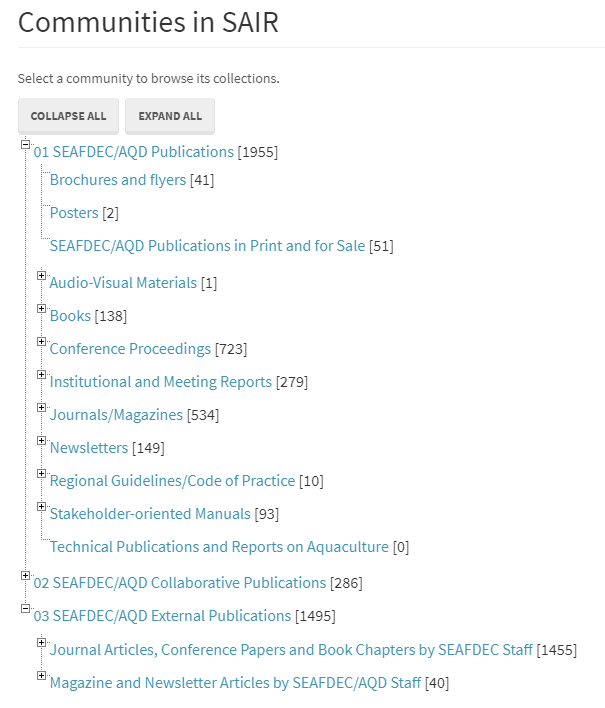 Communities in SAIR
Select a community to browse its collections.
COLLAPSE ALL EXPAND ALL
01 SEAFDEC/AQD Publications [1955]
Brochures and flyers [41]
Posters [2]
SEAFDEC/AQD Publications in Print and for Sale [51]
Audio-Visual Materials [1]
Books [138]
Conference Proceedings [723]
Institutional and Meeting Reports [279]
Journals/Magazines [534]
Newsletters [149]
Regional Guidelines/Code of Practice [10]
Stakeholder-oriented Manuals [93]
Technical Publications and Reports on Aquaculture [0]
02 SEAFDEC/AQD Collaborative Publications [286]
03 SEAFDEC/AQD External Publications [1495]
Journal Articles, Conference Papers and Book Chapters by SEAFDEC Staff [1455]
Magazine and Newsletter Articles by SEAFDEC/AQD Staff [40]